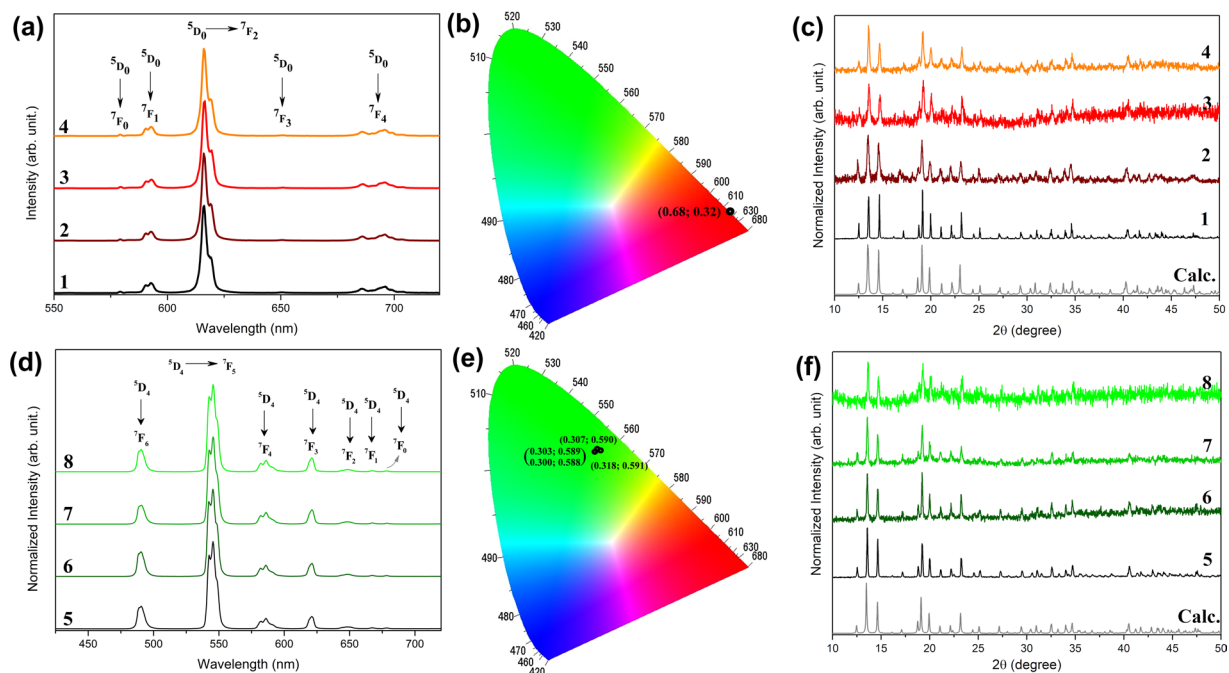 (a)
⁵D₀ → ⁷F₂
⁵D₀ ⁵D₀ ⁵D₀ ⁵D₀
⁷F₀ ⁷F₁ ⁷F₃ ⁷F₄
4
3
2
1
Intensity (arb. unit.)
550 600 650 700
Wavelength (nm)
(b)
520
530
540
510
550
560
570
580
590
600
610
630
680
(0.68; 0.32)
490
480
470
460
420
(c)
4
3
2
1
Calc.
Normalized Intensity (arb. unit.)
10 15 20 25 30 35 40 45 50
2θ (degree)
(d)
⁵D₄ → ⁷F₅
⁵D₄ ⁵D₄ ⁵D₄ ⁵D₄ ⁵D₄ ⁵D₄
⁷F₆ ⁷F₄ ⁷F₃ ⁷F₂ ⁷F₁ ⁷F₀
8
7
6
5
Normalized Intensity (arb. unit.)
450 500 550 600 650 700
Wavelength (nm)
(e)
520
530
540
510
550
560
570
580
590
600
610
630
680
(0.307; 0.590)
(0.303; 0.589)
(0.300; 0.588)
(0.318; 0.591)
490
480
470
460
420
(f)
8
7
6
5
Calc.
Normalized Intensity (arb. unit)
10 15 20 25 30 35 40 45 50
2θ (degree)